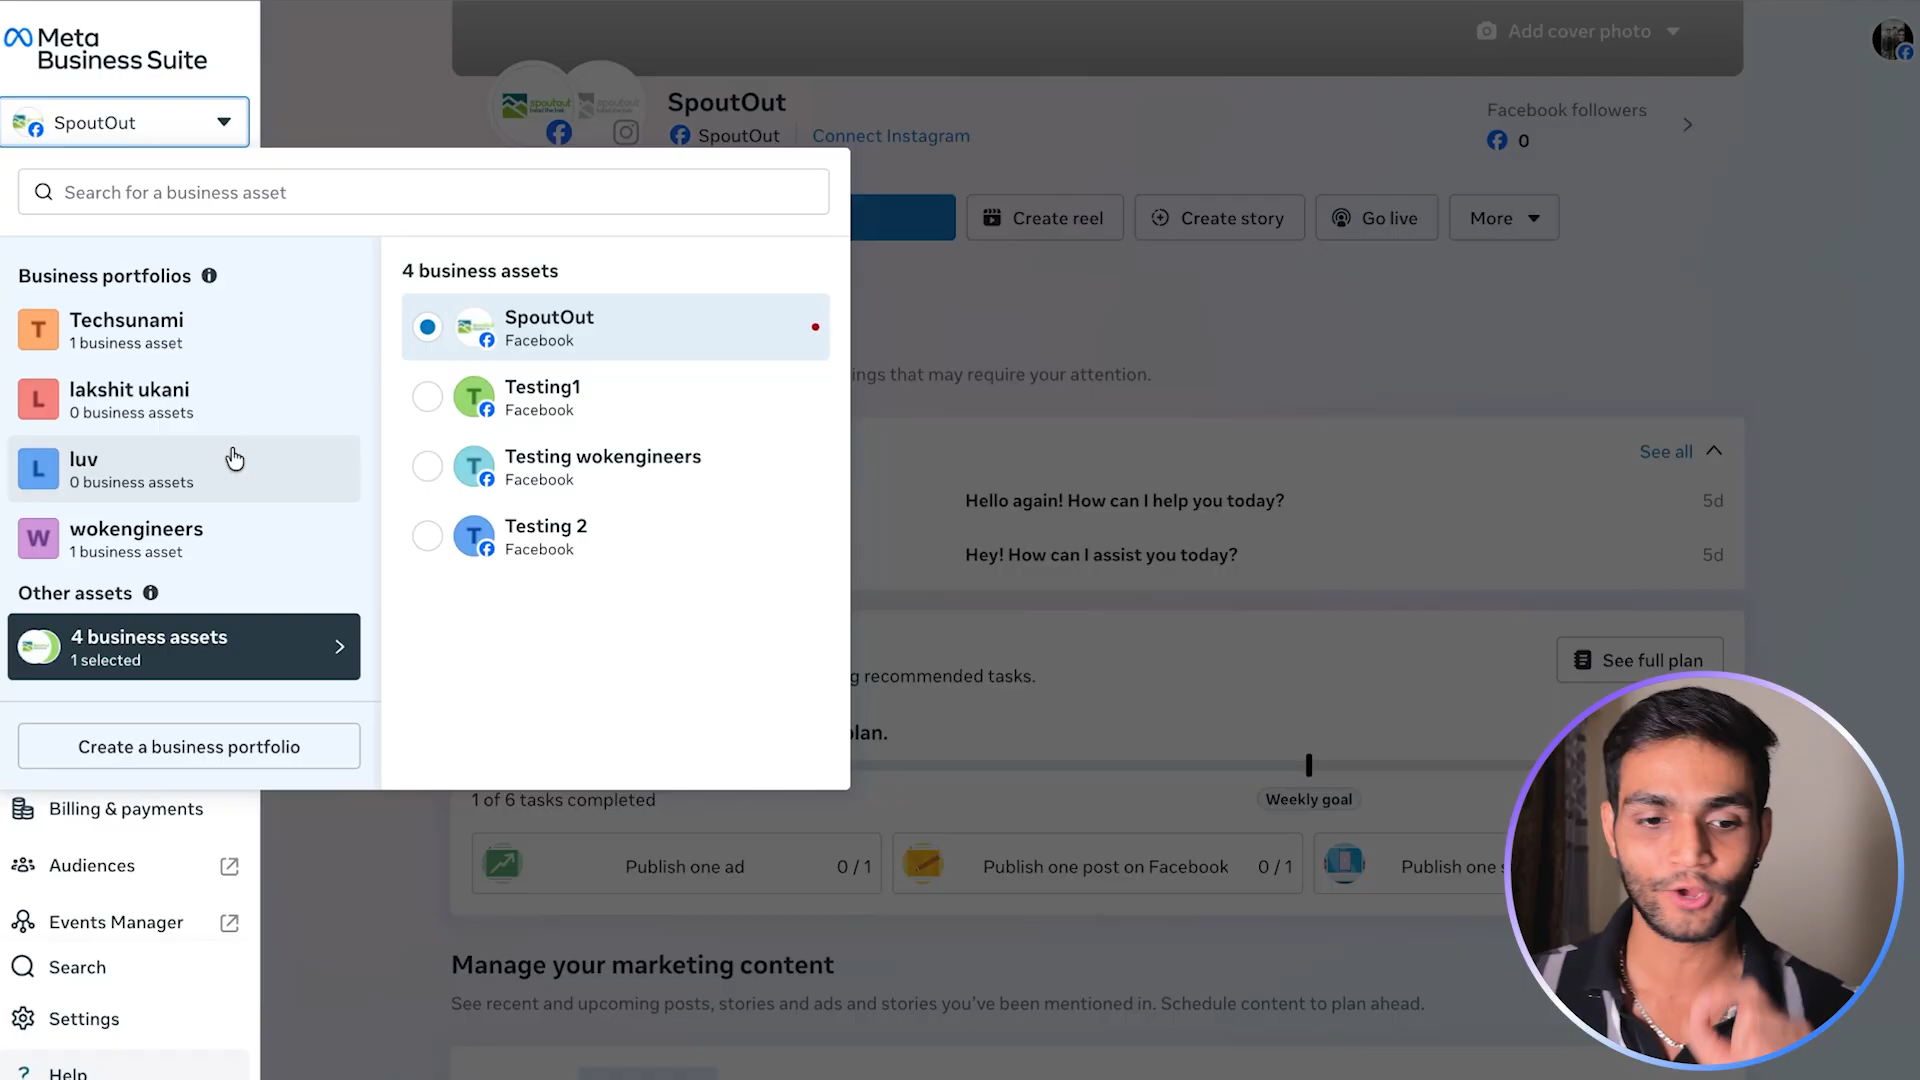 Meta
Business Suite
SpoutOut
Search for a business asset
Business portfolios
T
Techsunami
1 business asset
L
lakshit ukani
0 business assets
L
luv
0 business assets
W
wokengineers
1 business asset
Other assets
4 business assets
1 selected
Create a business portfolio
4 business assets
SpoutOut
Facebook
T
Testing1
Facebook
T
Testing wokengineers
Facebook
T
Testing 2
Facebook
Billing & payments
Audiences
Events Manager
Search
Settings
Help
Add cover photo
spoutout
spoutout
SpoutOut
SpoutOut
Connect Instagram
Facebook followers
0
Create reel
Create story
Go live
More
ings that may require your attention.
See all
Hello again! How can I help you today?
5d
Hey! How can I assist you today?
5d
See full plan
g recommended tasks.
lan.
1 of 6 tasks completed
Weekly goal
Publish one ad
0 / 1
Publish one post on Facebook
0 / 1
Publish one s
Manage your marketing content
See recent and upcoming posts, stories and ads and stories you've been mentioned in. Schedule content to plan ahead.